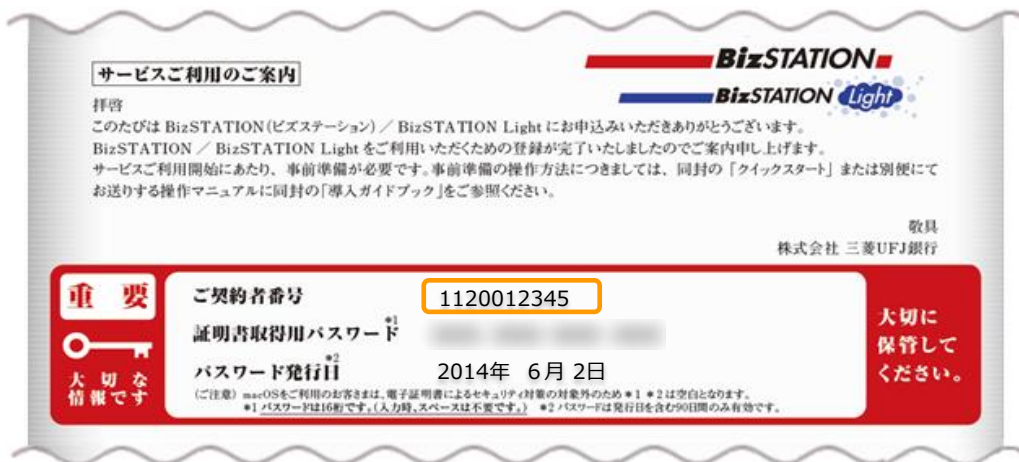 サービスご利用のご案内
BizSTATION
BizSTATION Light
拝啓
このたびは BizSTATION(ビズステーション)／ BizSTATION Light にお申込みいただきありがとうございます。
BizSTATION ／ BizSTATION Light をご利用いただくための登録が完了いたしましたのでご案内申し上げます。
サービスご利用開始にあたり、事前準備が必要です。事前準備の操作方法につきましては、同封の「クイックスタート」または別便にて
お送りする操作マニュアルに同封の「導入ガイドブック」をご参照ください。
敬具
株式会社 三菱UFJ銀行
重要
大切な
情報です
ご契約者番号 1120012345
証明書取得用パスワード*1
パスワード発行日*2 2014年 6月 2日
(ご注意) macOSをご利用のお客さまは、電子証明書によるセキュリティ対策の対象外のため＊1 ＊2は空白となります。
＊1 パスワードは16桁です。(入力時、スペースは不要です。) ＊2 パスワードは発行日を含む90日間のみ有効です。
大切に
保管して
ください。